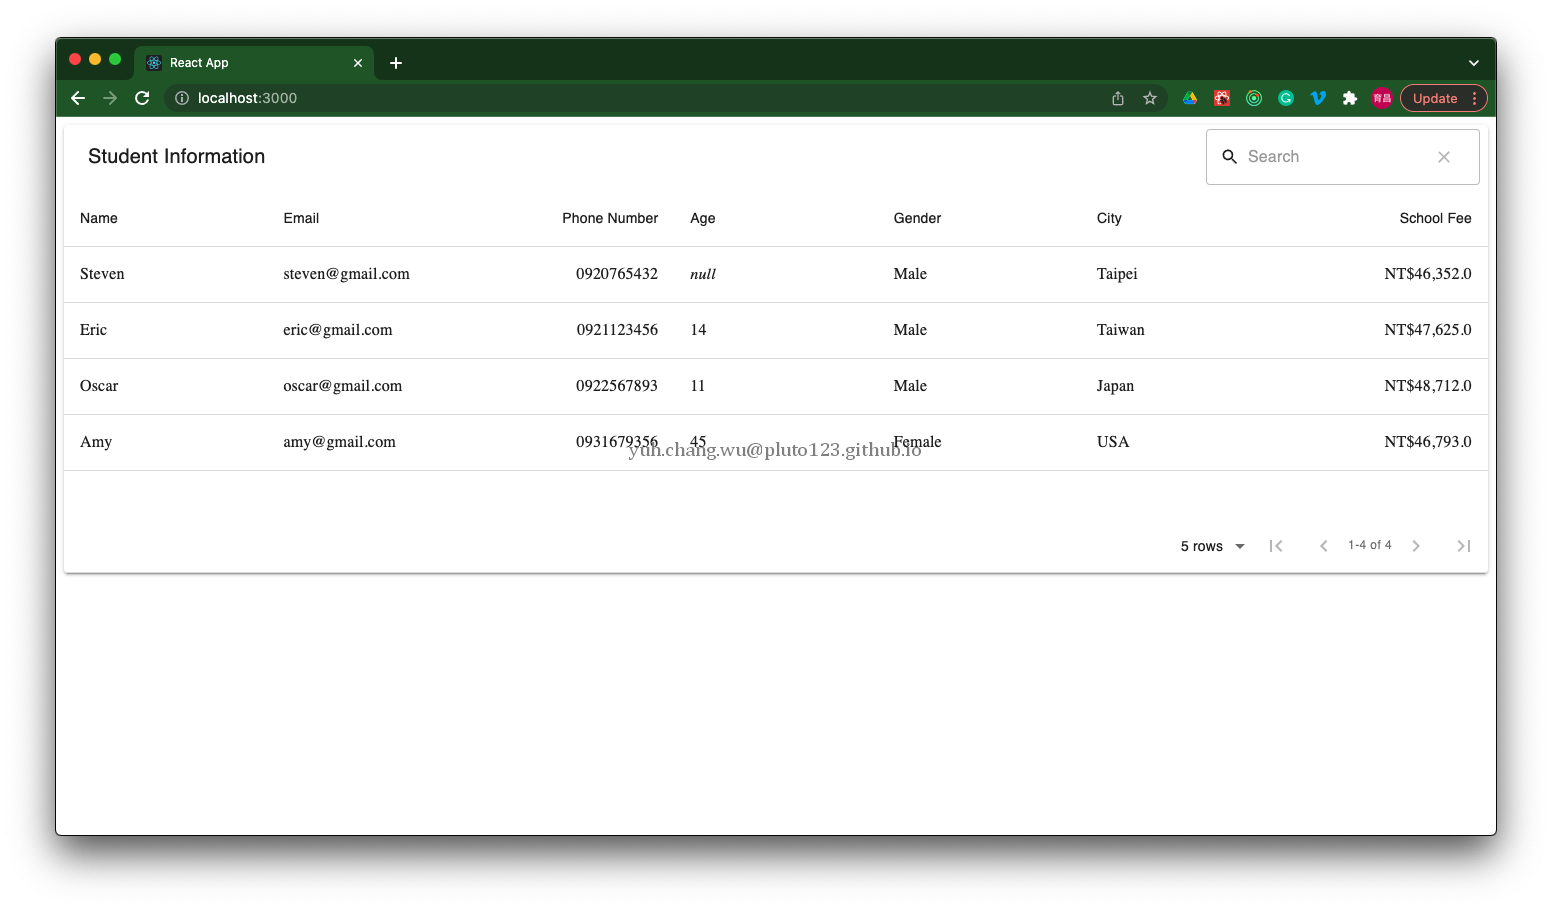 React App
localhost:3000
育昌
Update
Student Information
Search
Name Email Phone Number Age Gender City School Fee
Steven steven@gmail.com 0920765432 null Male Taipei NT$46,352.0
Eric eric@gmail.com 0921123456 14 Male Taiwan NT$47,625.0
Oscar oscar@gmail.com 0922567893 11 Male Japan NT$48,712.0
Amy amy@gmail.com 0931679356 45 Female USA NT$46,793.0
yuh.chang.wu@pluto123.github.io
5 rows 1-4 of 4